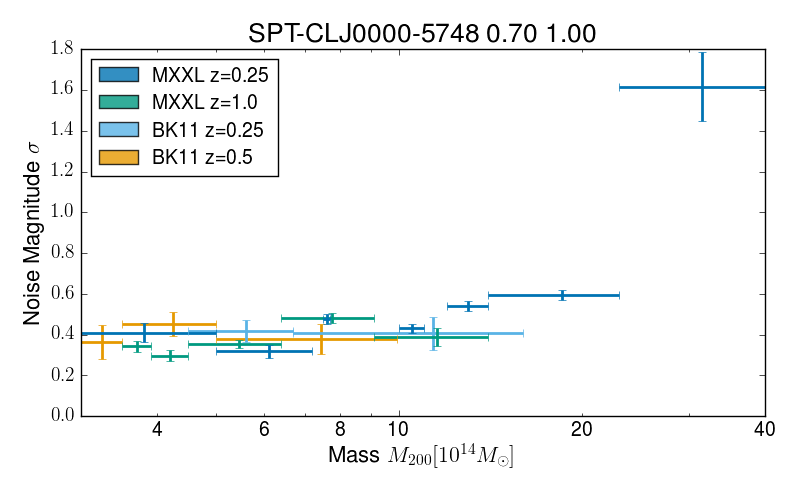 SPT-CLJ0000-5748 0.70 1.00
1.8
1.6
1.4
1.2
1.0
0.8
0.6
0.4
0.2
0.0
Noise Magnitude σ
MXXL z=0.25
MXXL z=1.0
BK11 z=0.25
BK11 z=0.5
4 6 8 10 20 40
Mass M₂₀₀[10¹⁴M☉]